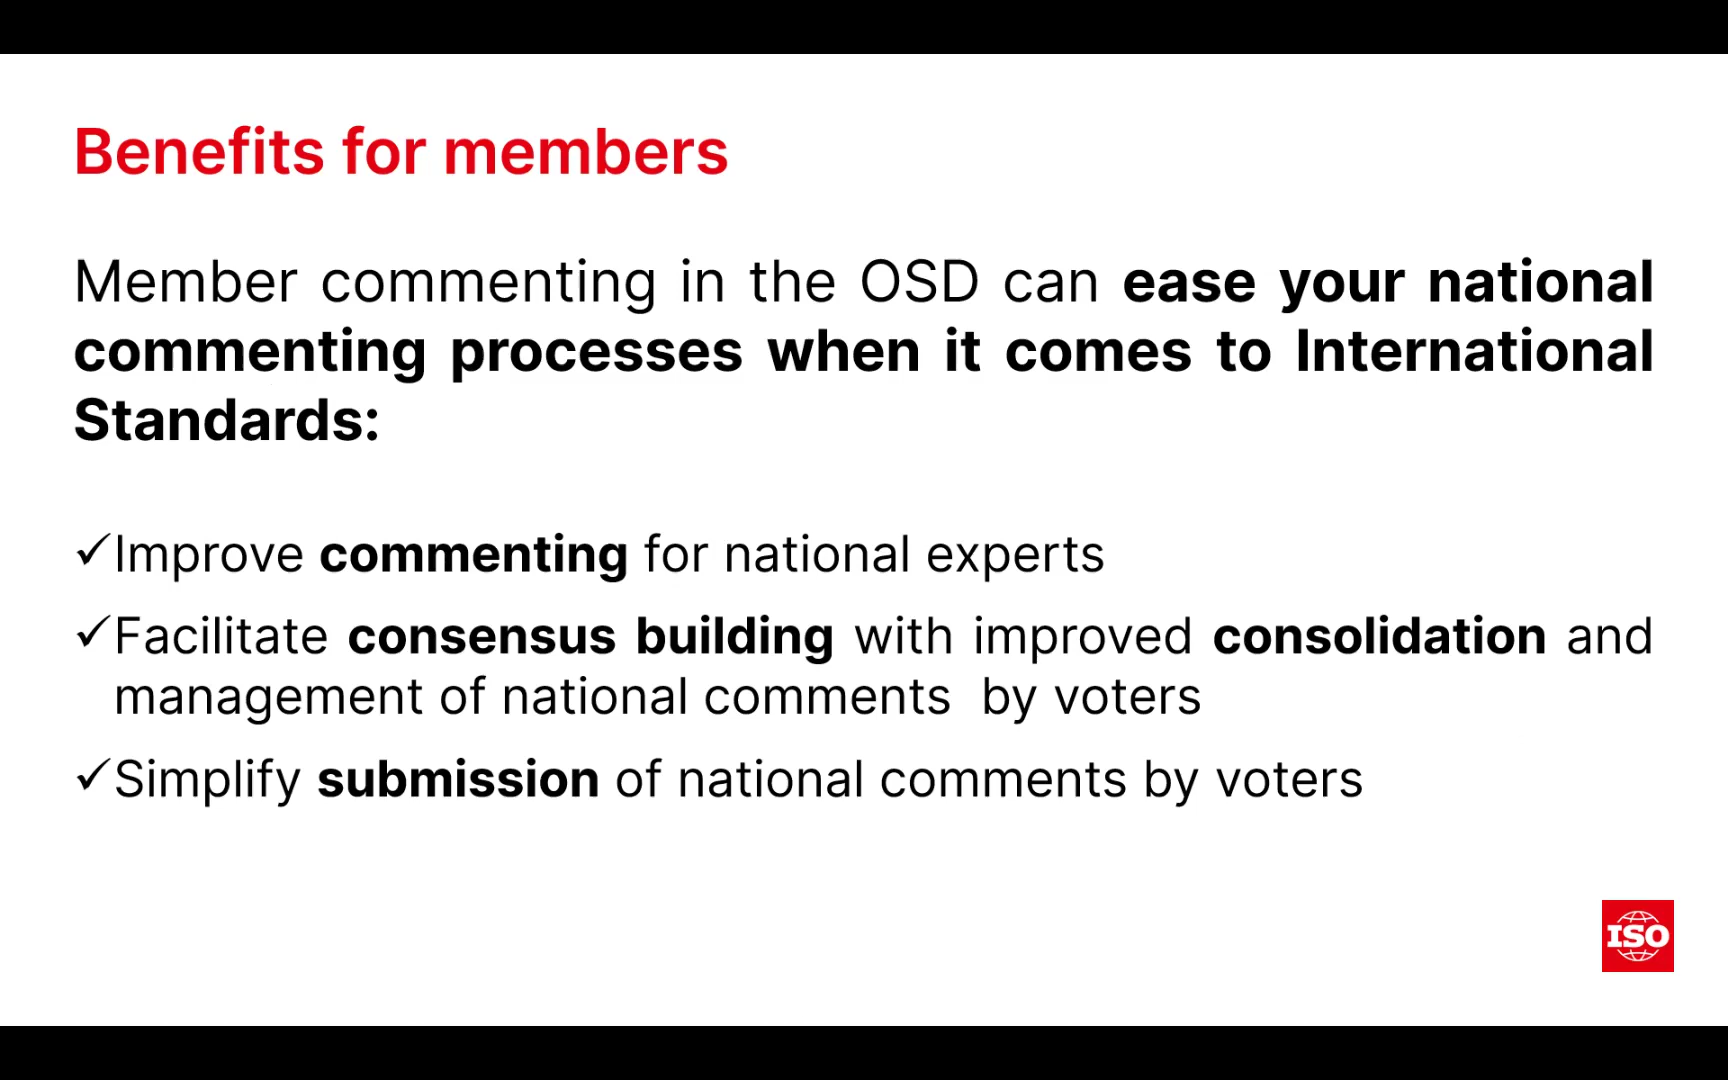 Benefits for members
Member commenting in the OSD can ease your national
commenting processes when it comes to International
Standards:
✓Improve commenting for national experts
✓Facilitate consensus building with improved consolidation and
management of national comments  by voters
✓Simplify submission of national comments by voters
ISO